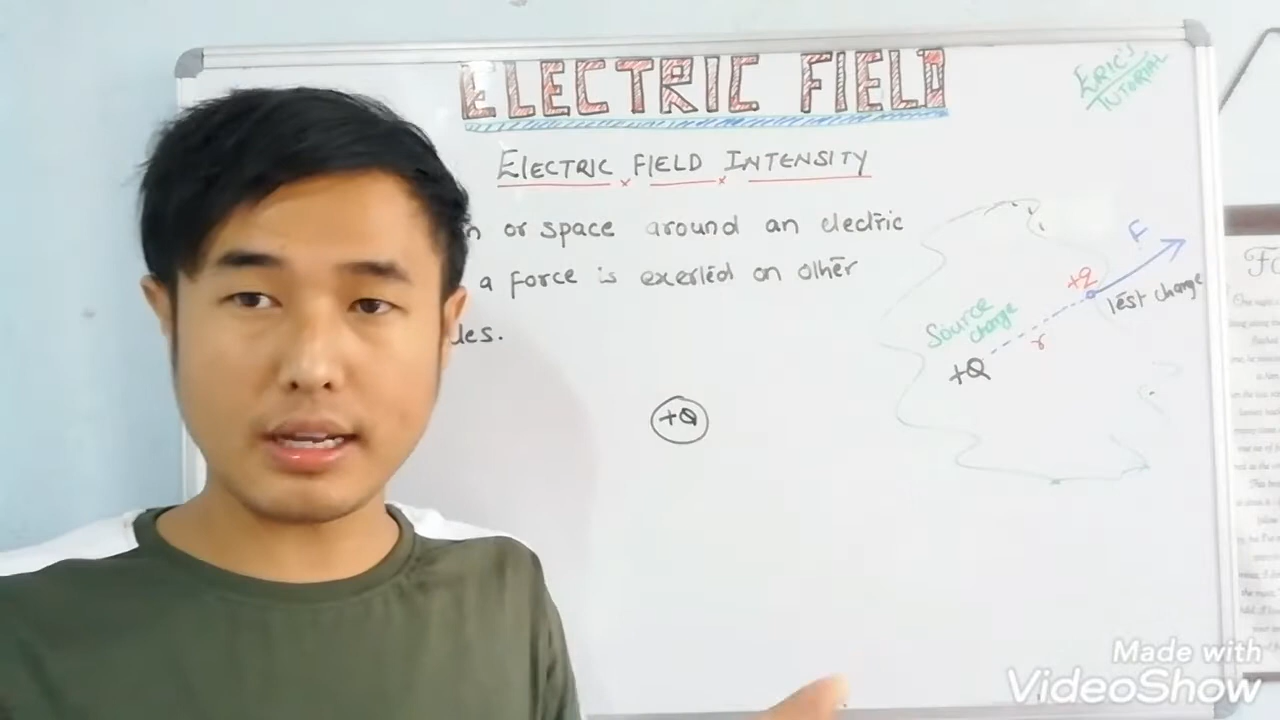 ELECTRIC FIELD
ERIC'S
TUTORIAL
ELECTRIC FIELD INTENSITY
or space around an electric
a force is exerted on other
F
+q
Test charge
Source
charge
r
+Q
+Q
Made with
VideoShow